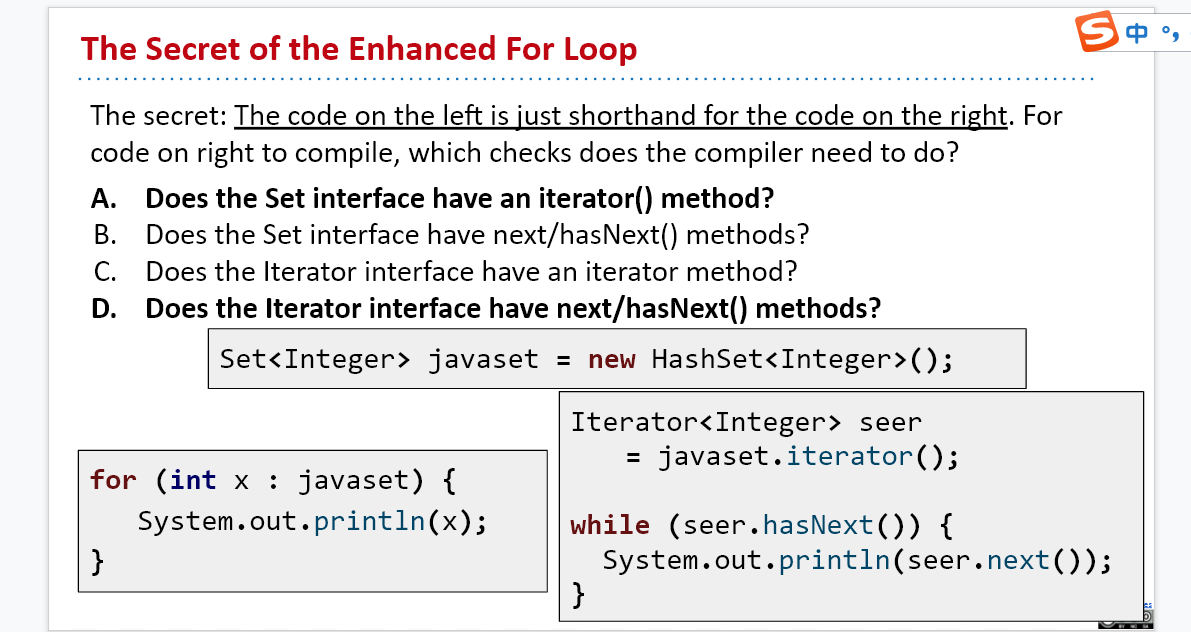 The Secret of the Enhanced For Loop
S 中 °,
The secret: The code on the left is just shorthand for the code on the right. For
code on right to compile, which checks does the compiler need to do?
A. Does the Set interface have an iterator() method?
B. Does the Set interface have next/hasNext() methods?
C. Does the Iterator interface have an iterator method?
D. Does the Iterator interface have next/hasNext() methods?
Set<Integer> javaset = new HashSet<Integer>();
for (int x : javaset) {
System.out.println(x);
}
Iterator<Integer> seer
= javaset.iterator();
while (seer.hasNext()) {
System.out.println(seer.next());
}